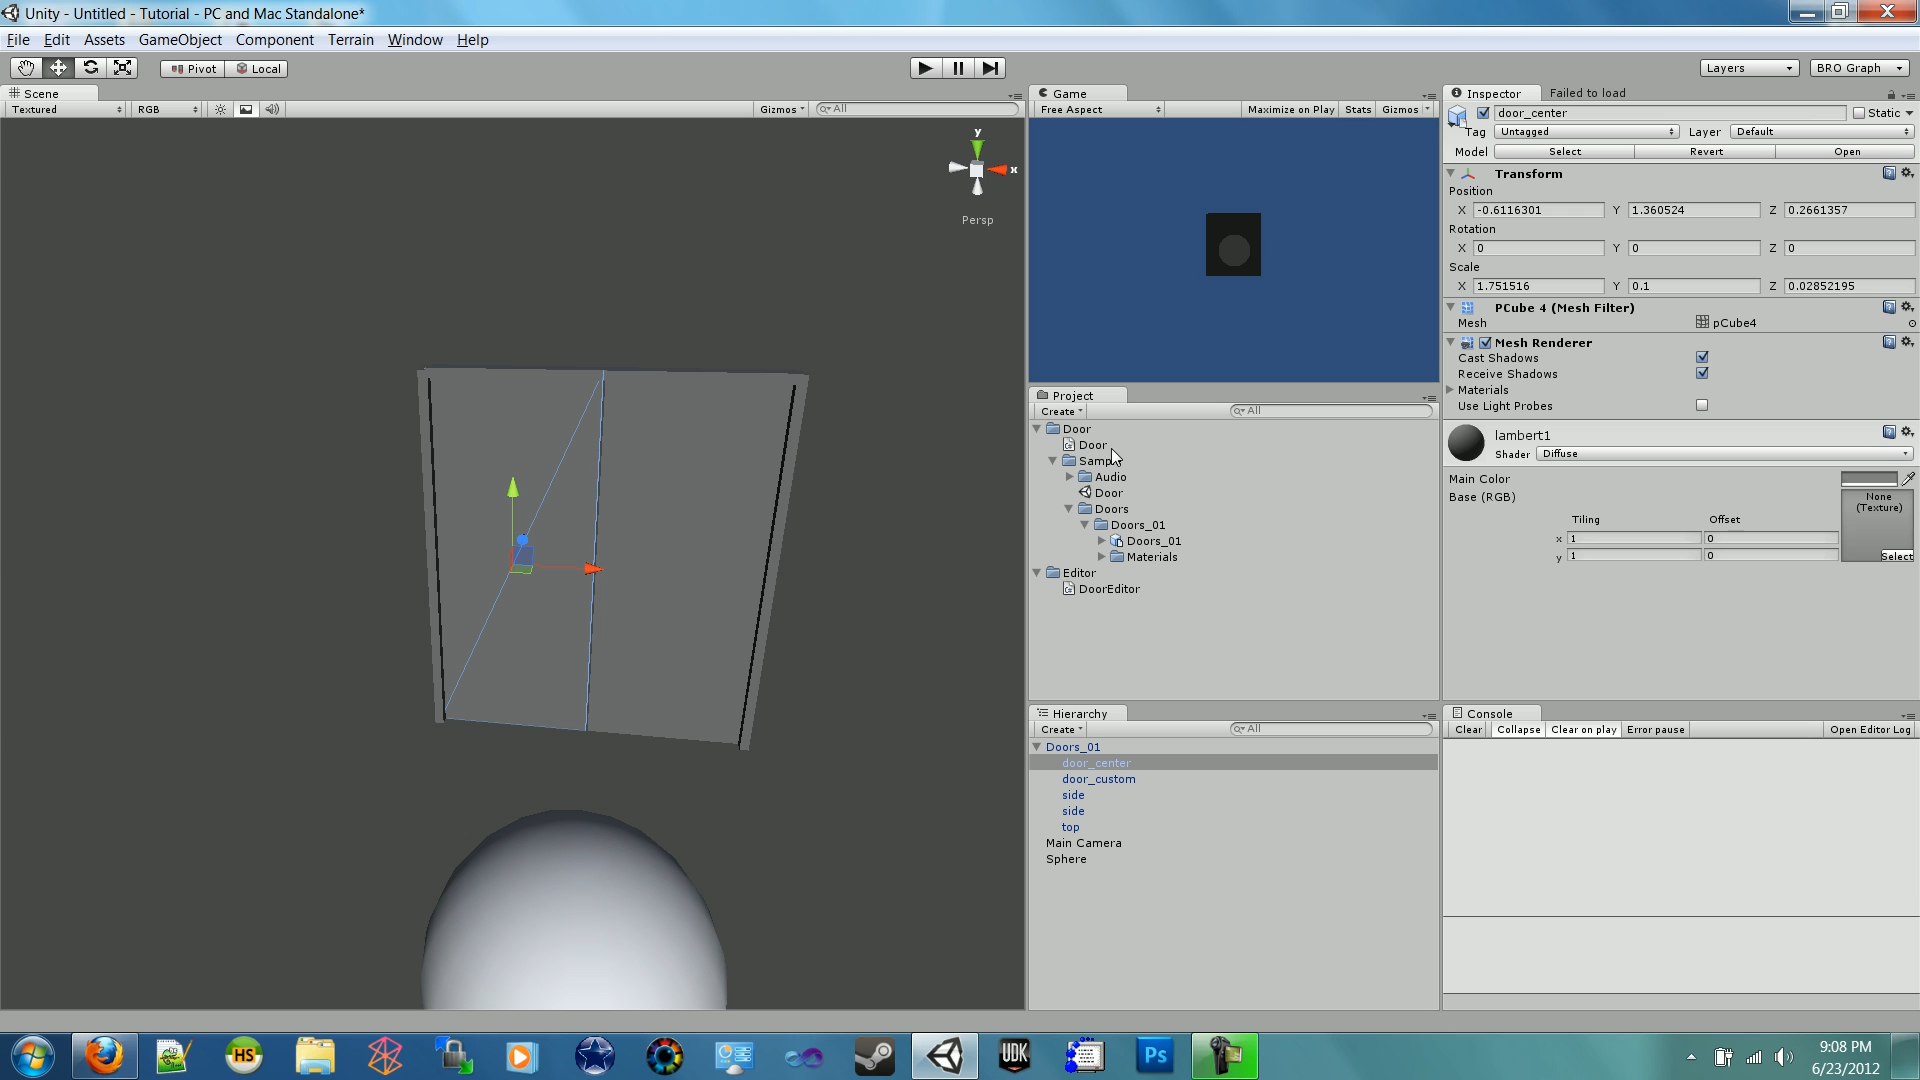 Unity - Untitled - Tutorial - PC and Mac Standalone*
File Edit Assets GameObject Component Terrain Window Help
Pivot Local
Layers BRO Graph
Scene
Textured RGB Gizmos All
y
x
Persp
Game
Free Aspect Maximize on Play Stats Gizmos
Project
Create All
Door
Door
Sample
Audio
Door
Doors
Doors_01
Doors_01
Materials
Editor
DoorEditor
Hierarchy
Create All
Doors_01
door_center
door_custom
side
side
top
Main Camera
Sphere
Inspector Failed to load
door_center Static
Tag Untagged Layer Default
Model Select Revert Open
Transform
Position
X -0.6116301 Y 1.360524 Z 0.2661357
Rotation
X 0 Y 0 Z 0
Scale
X 1.751516 Y 0.1 Z 0.02852195
PCube 4 (Mesh Filter)
Mesh pCube4
Mesh Renderer
Cast Shadows
Receive Shadows
Materials
Use Light Probes
lambert1
Shader Diffuse
Main Color
Base (RGB)
None
(Texture)
Tiling Offset
x 1 0
y 1 0
Select
Console
Clear Collapse Clear on play Error pause Open Editor Log
HS
UDK
Ps
9:08 PM
6/23/2012